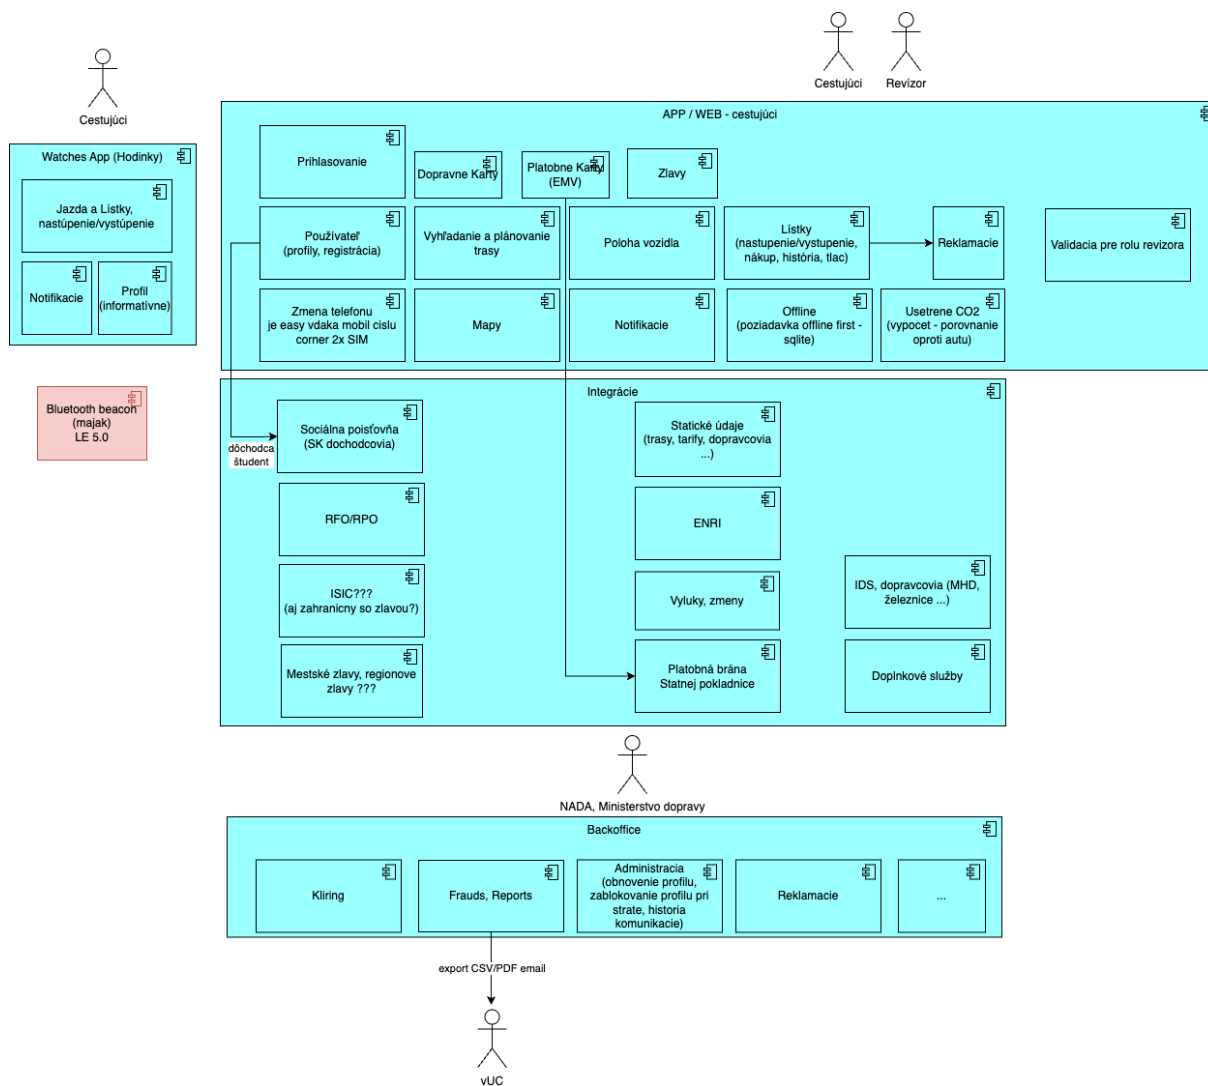 Cestujúci
Revízor
Cestujúci
APP / WEB - cestujúci
Prihlasovanie
Dopravne Karty
Platobne Karty
(EMV)
Zlavy
Používateľ
(profily, registrácia)
Vyhľadanie a plánovanie
trasy
Poloha vozidla
Lístky
(nastupenie/vystupenie,
nákup, história, tlac)
Reklamacie
Validacia pre rolu revizora
Zmena telefonu
je easy vdaka mobil cislu
corner 2x SIM
Mapy
Notifikacie
Offline
(poziadavka offline first -
sqlite)
Usetrene CO2
(vypocet - porovnanie
oproti autu)
Watches App (Hodinky)
Jazda a Lístky,
nastúpenie/vystúpenie
Notifikacie
Profil
(informatívne)
Bluetooth beacon
(majak)
LE 5.0
Integrácie
dôchodca
študent
Sociálna poisťovňa
(SK dochodcovia)
Statické údaje
(trasy, tarify, dopravcovia
...)
RFO/RPO
ENRI
ISIC???
(aj zahranicny so zlavou?)
Vyluky, zmeny
IDS, dopravcovia (MHD,
železnice ...)
Mestské zlavy, regionove
zlavy ???
Platobná brána
Statnej pokladnice
Doplnkové služby
NADA, Ministerstvo dopravy
Backoffice
Kliring
Frauds, Reports
Administracia
(obnovenie profilu,
zablokovanie profilu pri
strate, historia
komunikacie)
Reklamacie
...
export CSV/PDF email
vUC